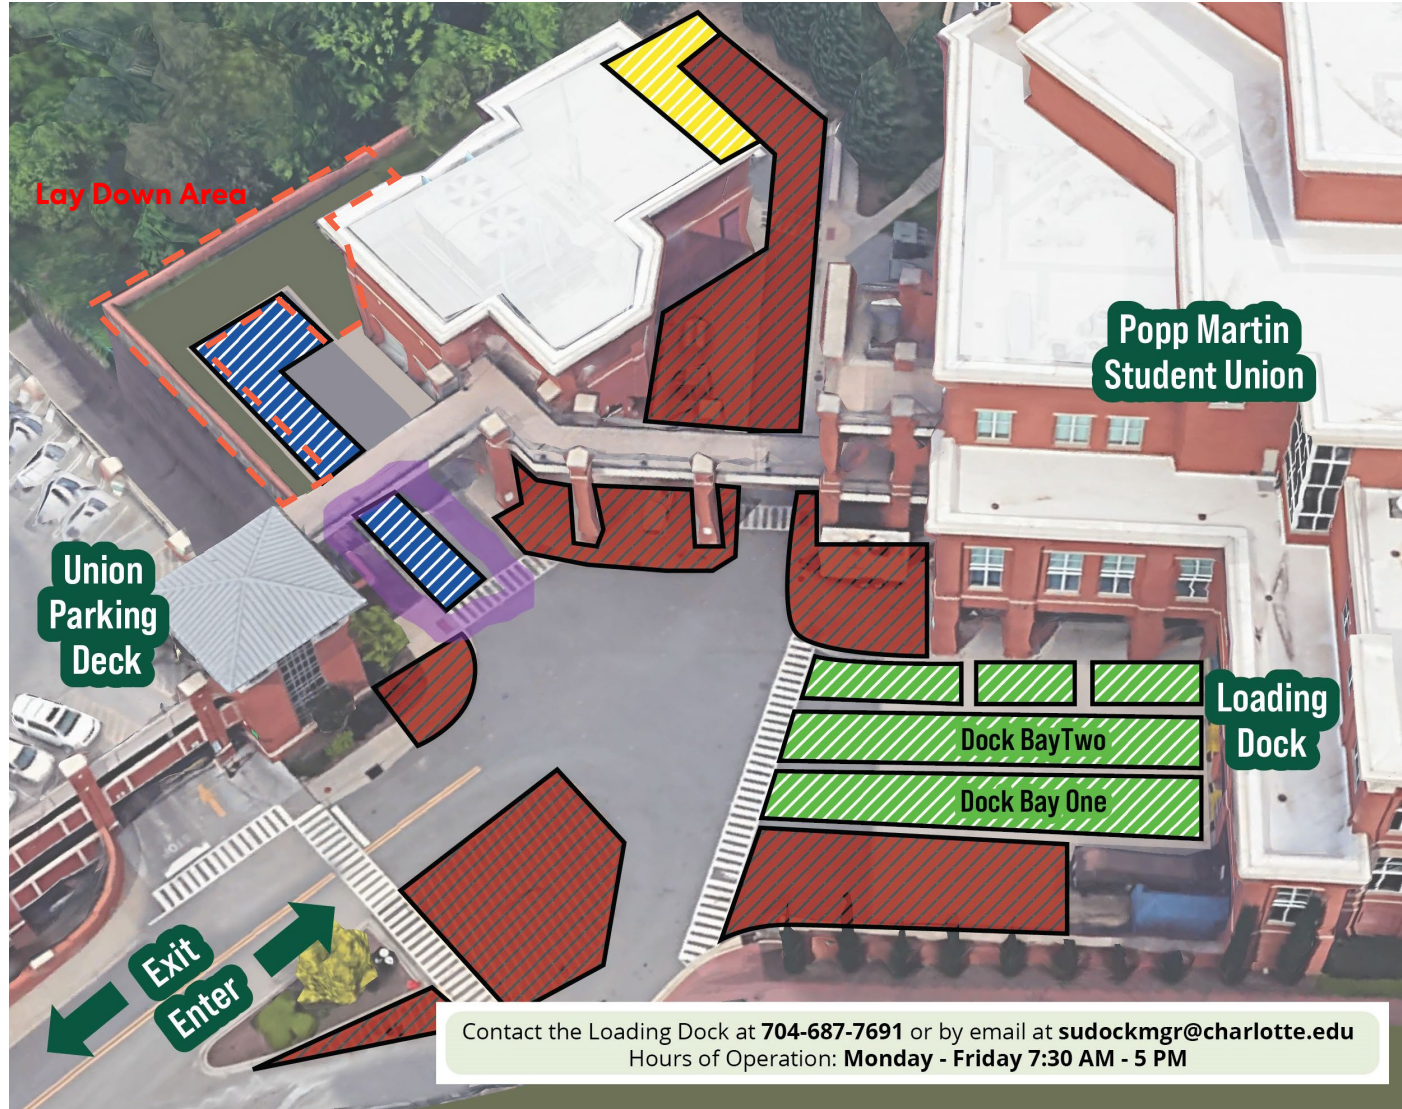 Lay Down Area
Popp Martin
Student Union
Union
Parking
Deck
Loading
Dock
Dock BayTwo
Dock Bay One
Exit
Enter
Contact the Loading Dock at 704-687-7691 or by email at sudockmgr@charlotte.edu
Hours of Operation: Monday - Friday 7:30 AM - 5 PM